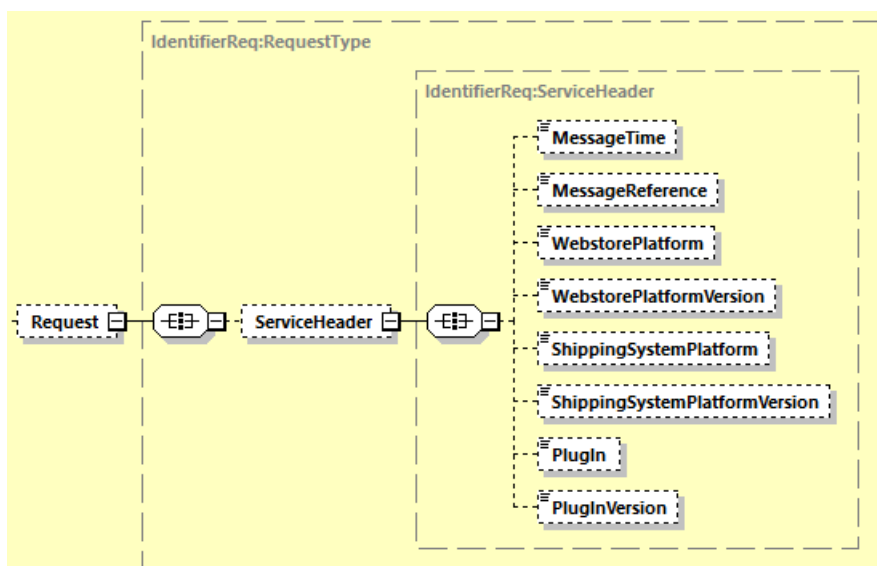 IdentifierReq:RequestType
IdentifierReq:ServiceHeader
MessageTime
MessageReference
WebstorePlatform
WebstorePlatformVersion
Request
ServiceHeader
ShippingSystemPlatform
ShippingSystemPlatformVersion
PlugIn
PlugInVersion